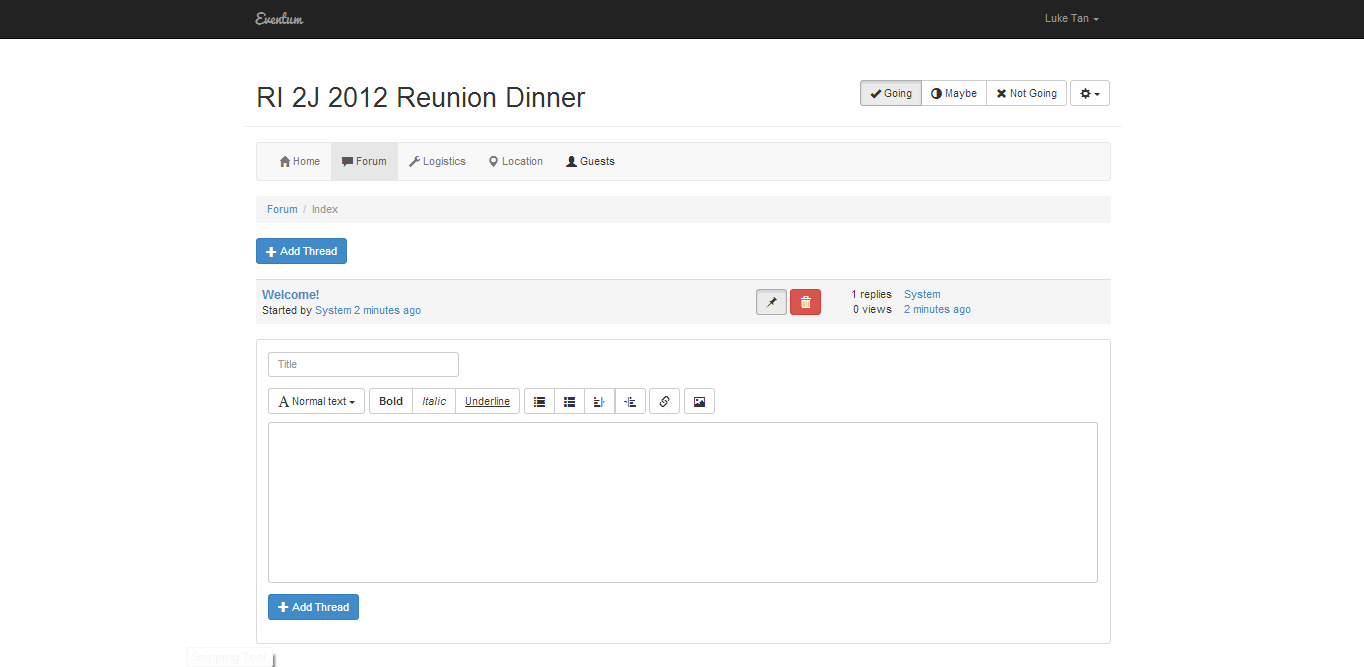 Eventum
Luke Tan
RI 2J 2012 Reunion Dinner
Going Maybe Not Going
Home Forum Logistics Location Guests
Forum / Index
Add Thread
Welcome!
Started by System 2 minutes ago
1 replies System
0 views 2 minutes ago
Title
A Normal text Bold Italic Underline
Add Thread
Snipping Tool